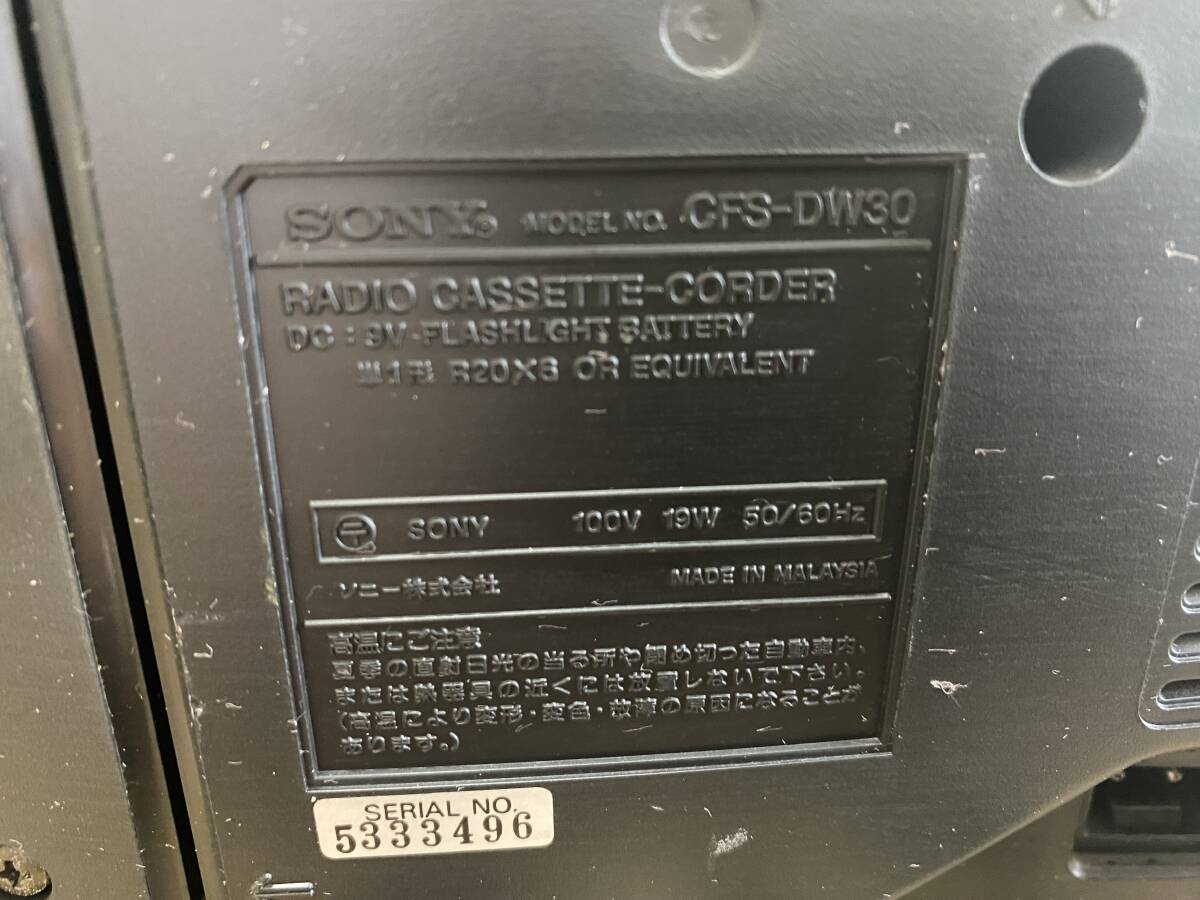 SONY® MODEL NO. CFS-DW30
RADIO CASSETTE-CORDER
DC : 9V-FLASHLIGHT BATTERY
単1形 R20×6 OR EQUIVALENT
SONY 100V 19W 50/60Hz
ソニー株式会社 MADE IN MALAYSIA
高温にご注意
夏季の直射日光の当る所や閉め切った自動車内、
または熱器具の近くには放置しないで下さい。
(高温により変形・変色・故障の原因になることが
あります。)
SERIAL NO.
5333496